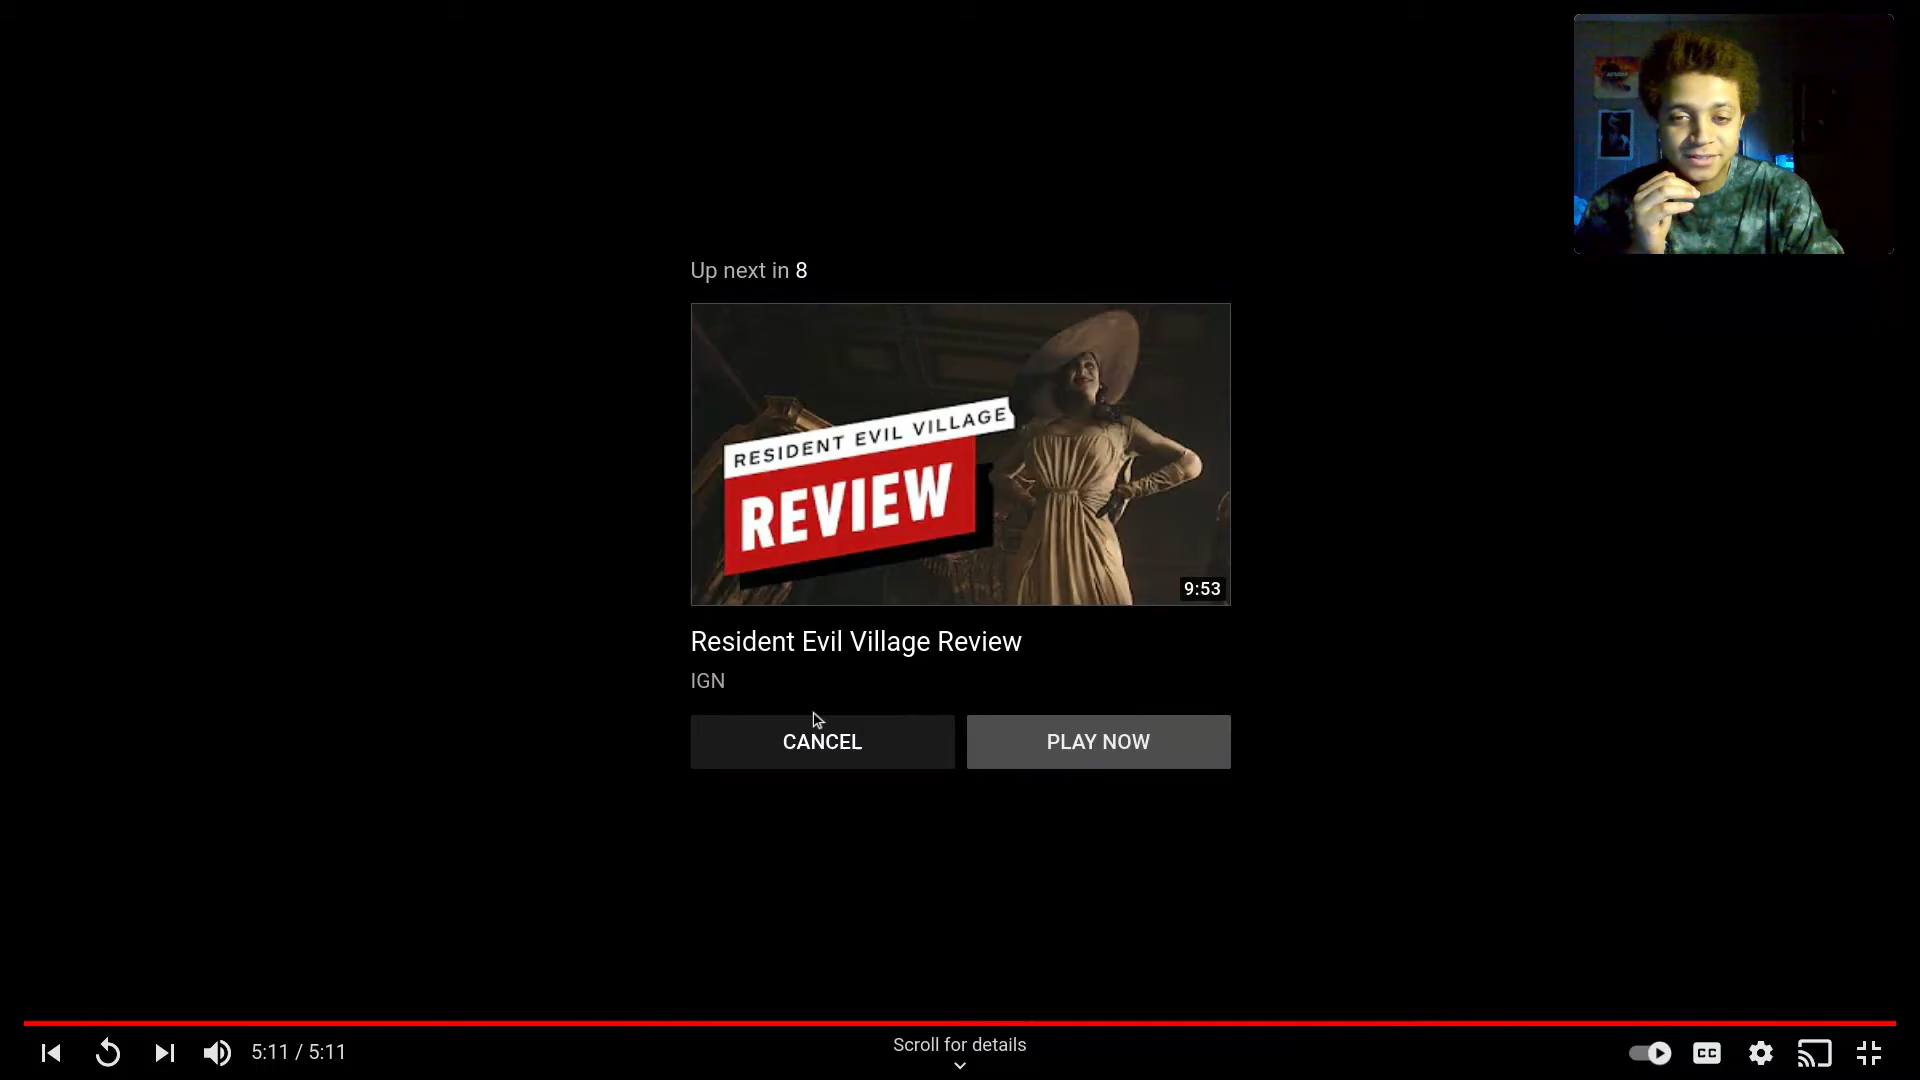 Up next in 8
RESIDENT EVIL VILLAGE
REVIEW
9:53
Resident Evil Village Review
IGN
CANCEL
PLAY NOW
5:11 / 5:11
Scroll for details
CC